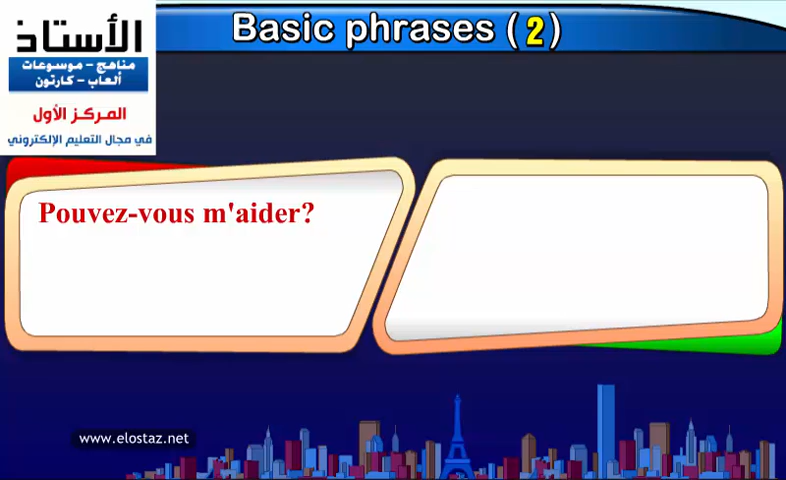 Basic phrases (2)
الأستاذ
مناهج - موسوعات
ألعاب - كارتون
المركز الأول
في مجال التعليم الإلكتروني
Pouvez-vous m'aider?
www.elostaz.net